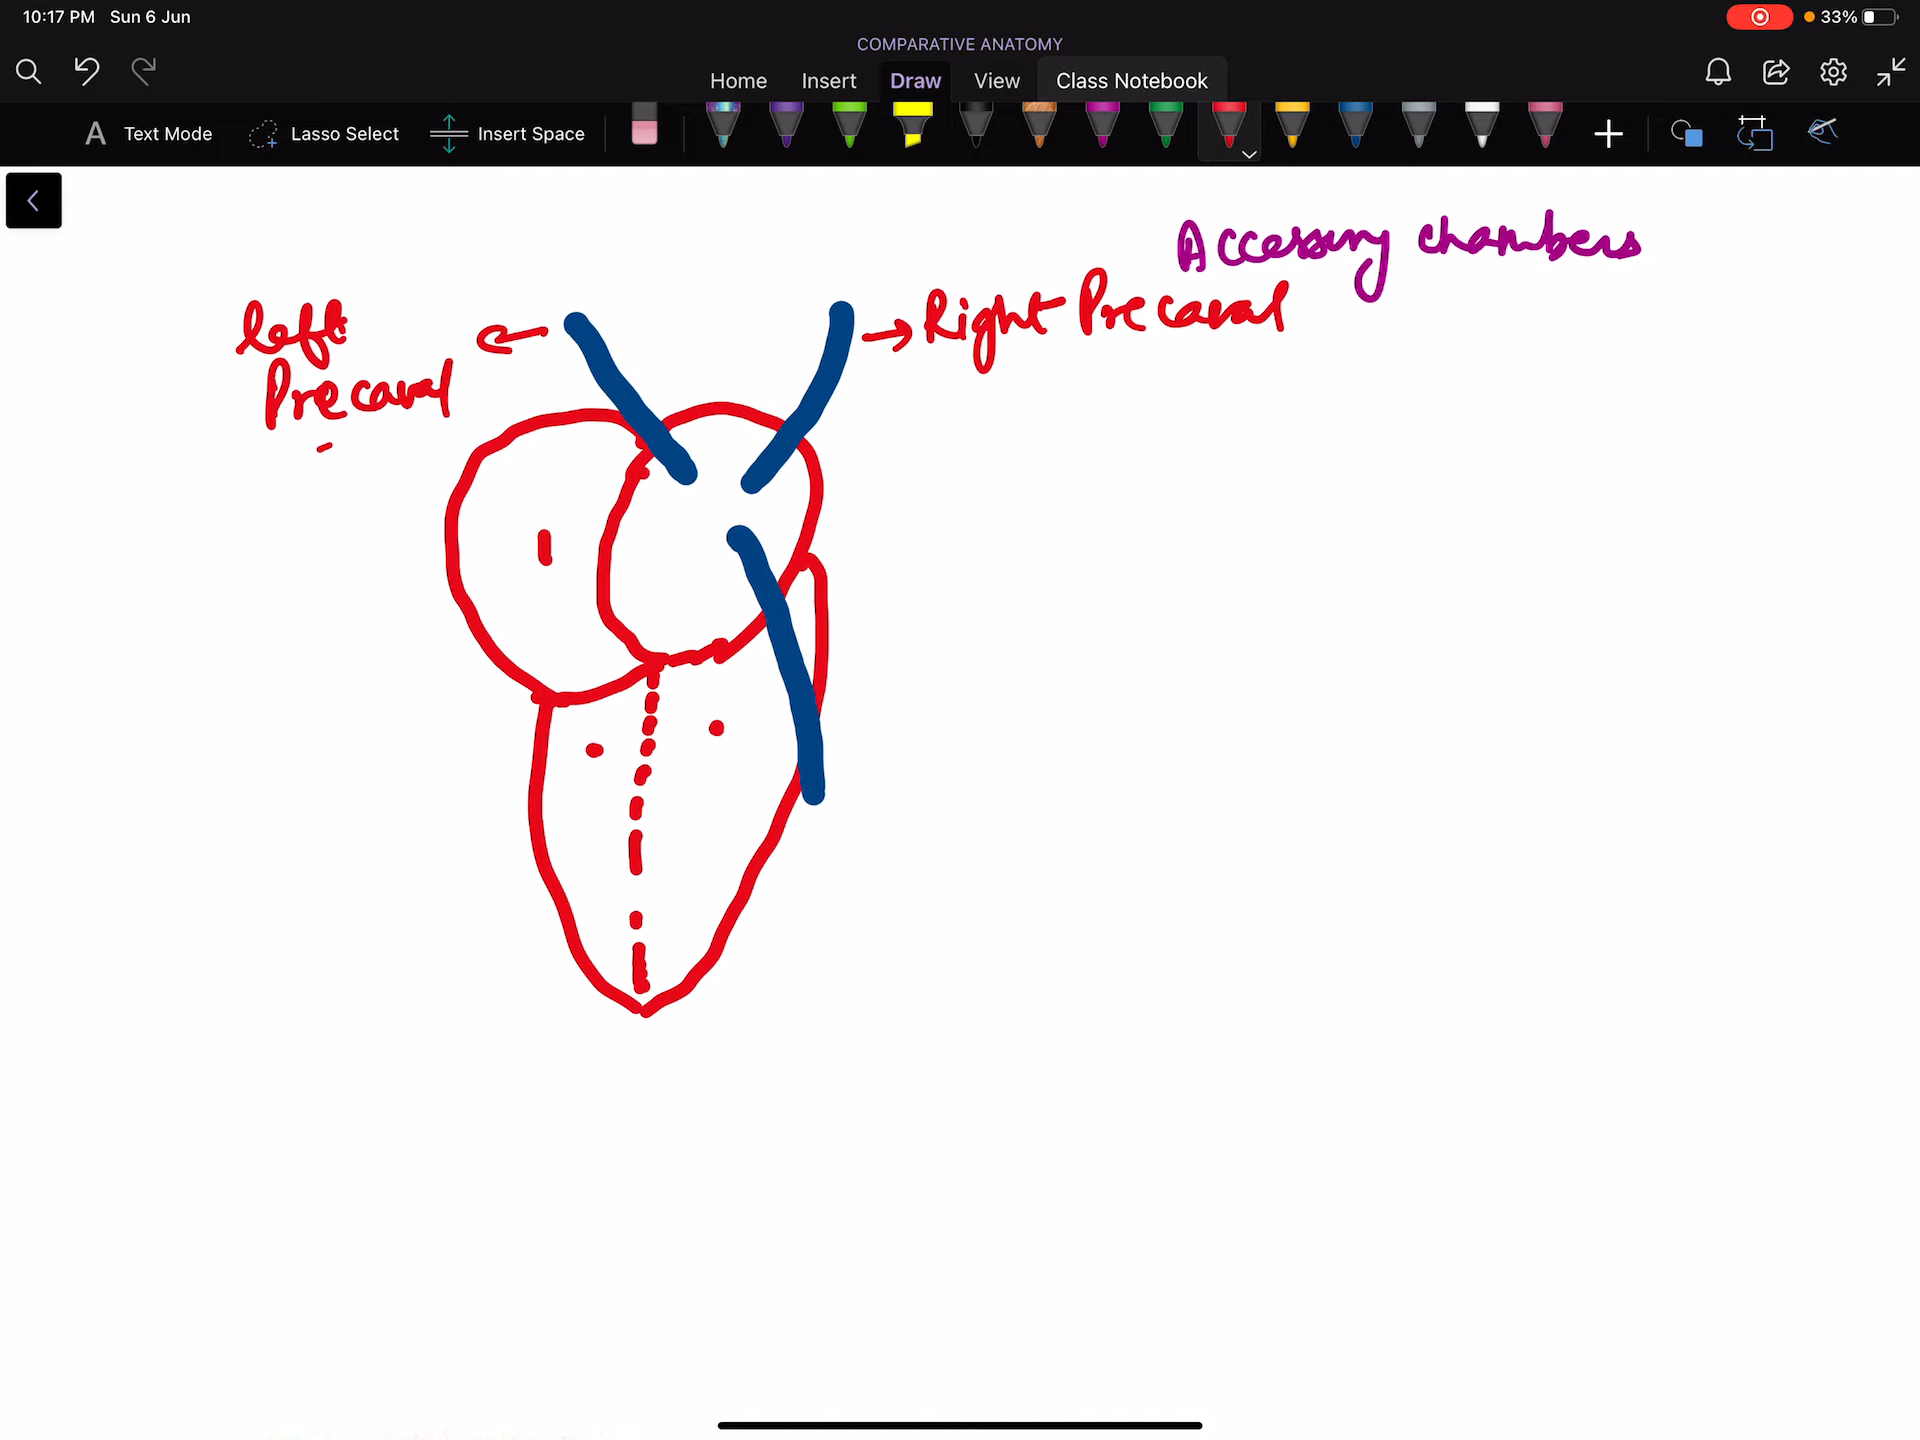 10:17 PM Sun 6 Jun
33%
COMPARATIVE ANATOMY
Home Insert Draw View Class Notebook
A Text Mode Lasso Select Insert Space
Accessory chambers
left
Precaval
Right Precaval